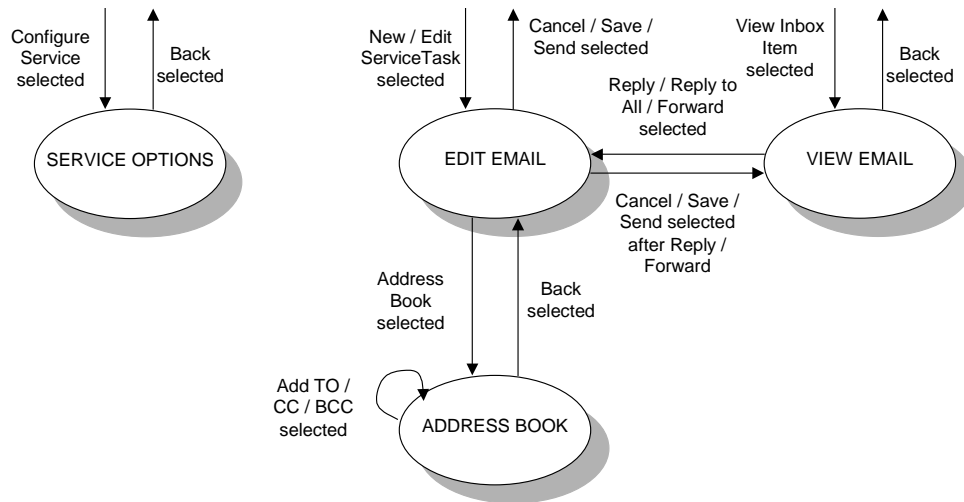 Configure
Service
selected
Back
selected
New / Edit
ServiceTask
selected
Cancel / Save /
Send selected
View Inbox
Item
selected
Back
selected
Reply / Reply to
All / Forward
selected
SERVICE OPTIONS
EDIT EMAIL
VIEW EMAIL
Cancel / Save /
Send selected
after Reply /
Forward
Address
Book
selected
Back
selected
Add TO /
CC / BCC
selected
ADDRESS BOOK